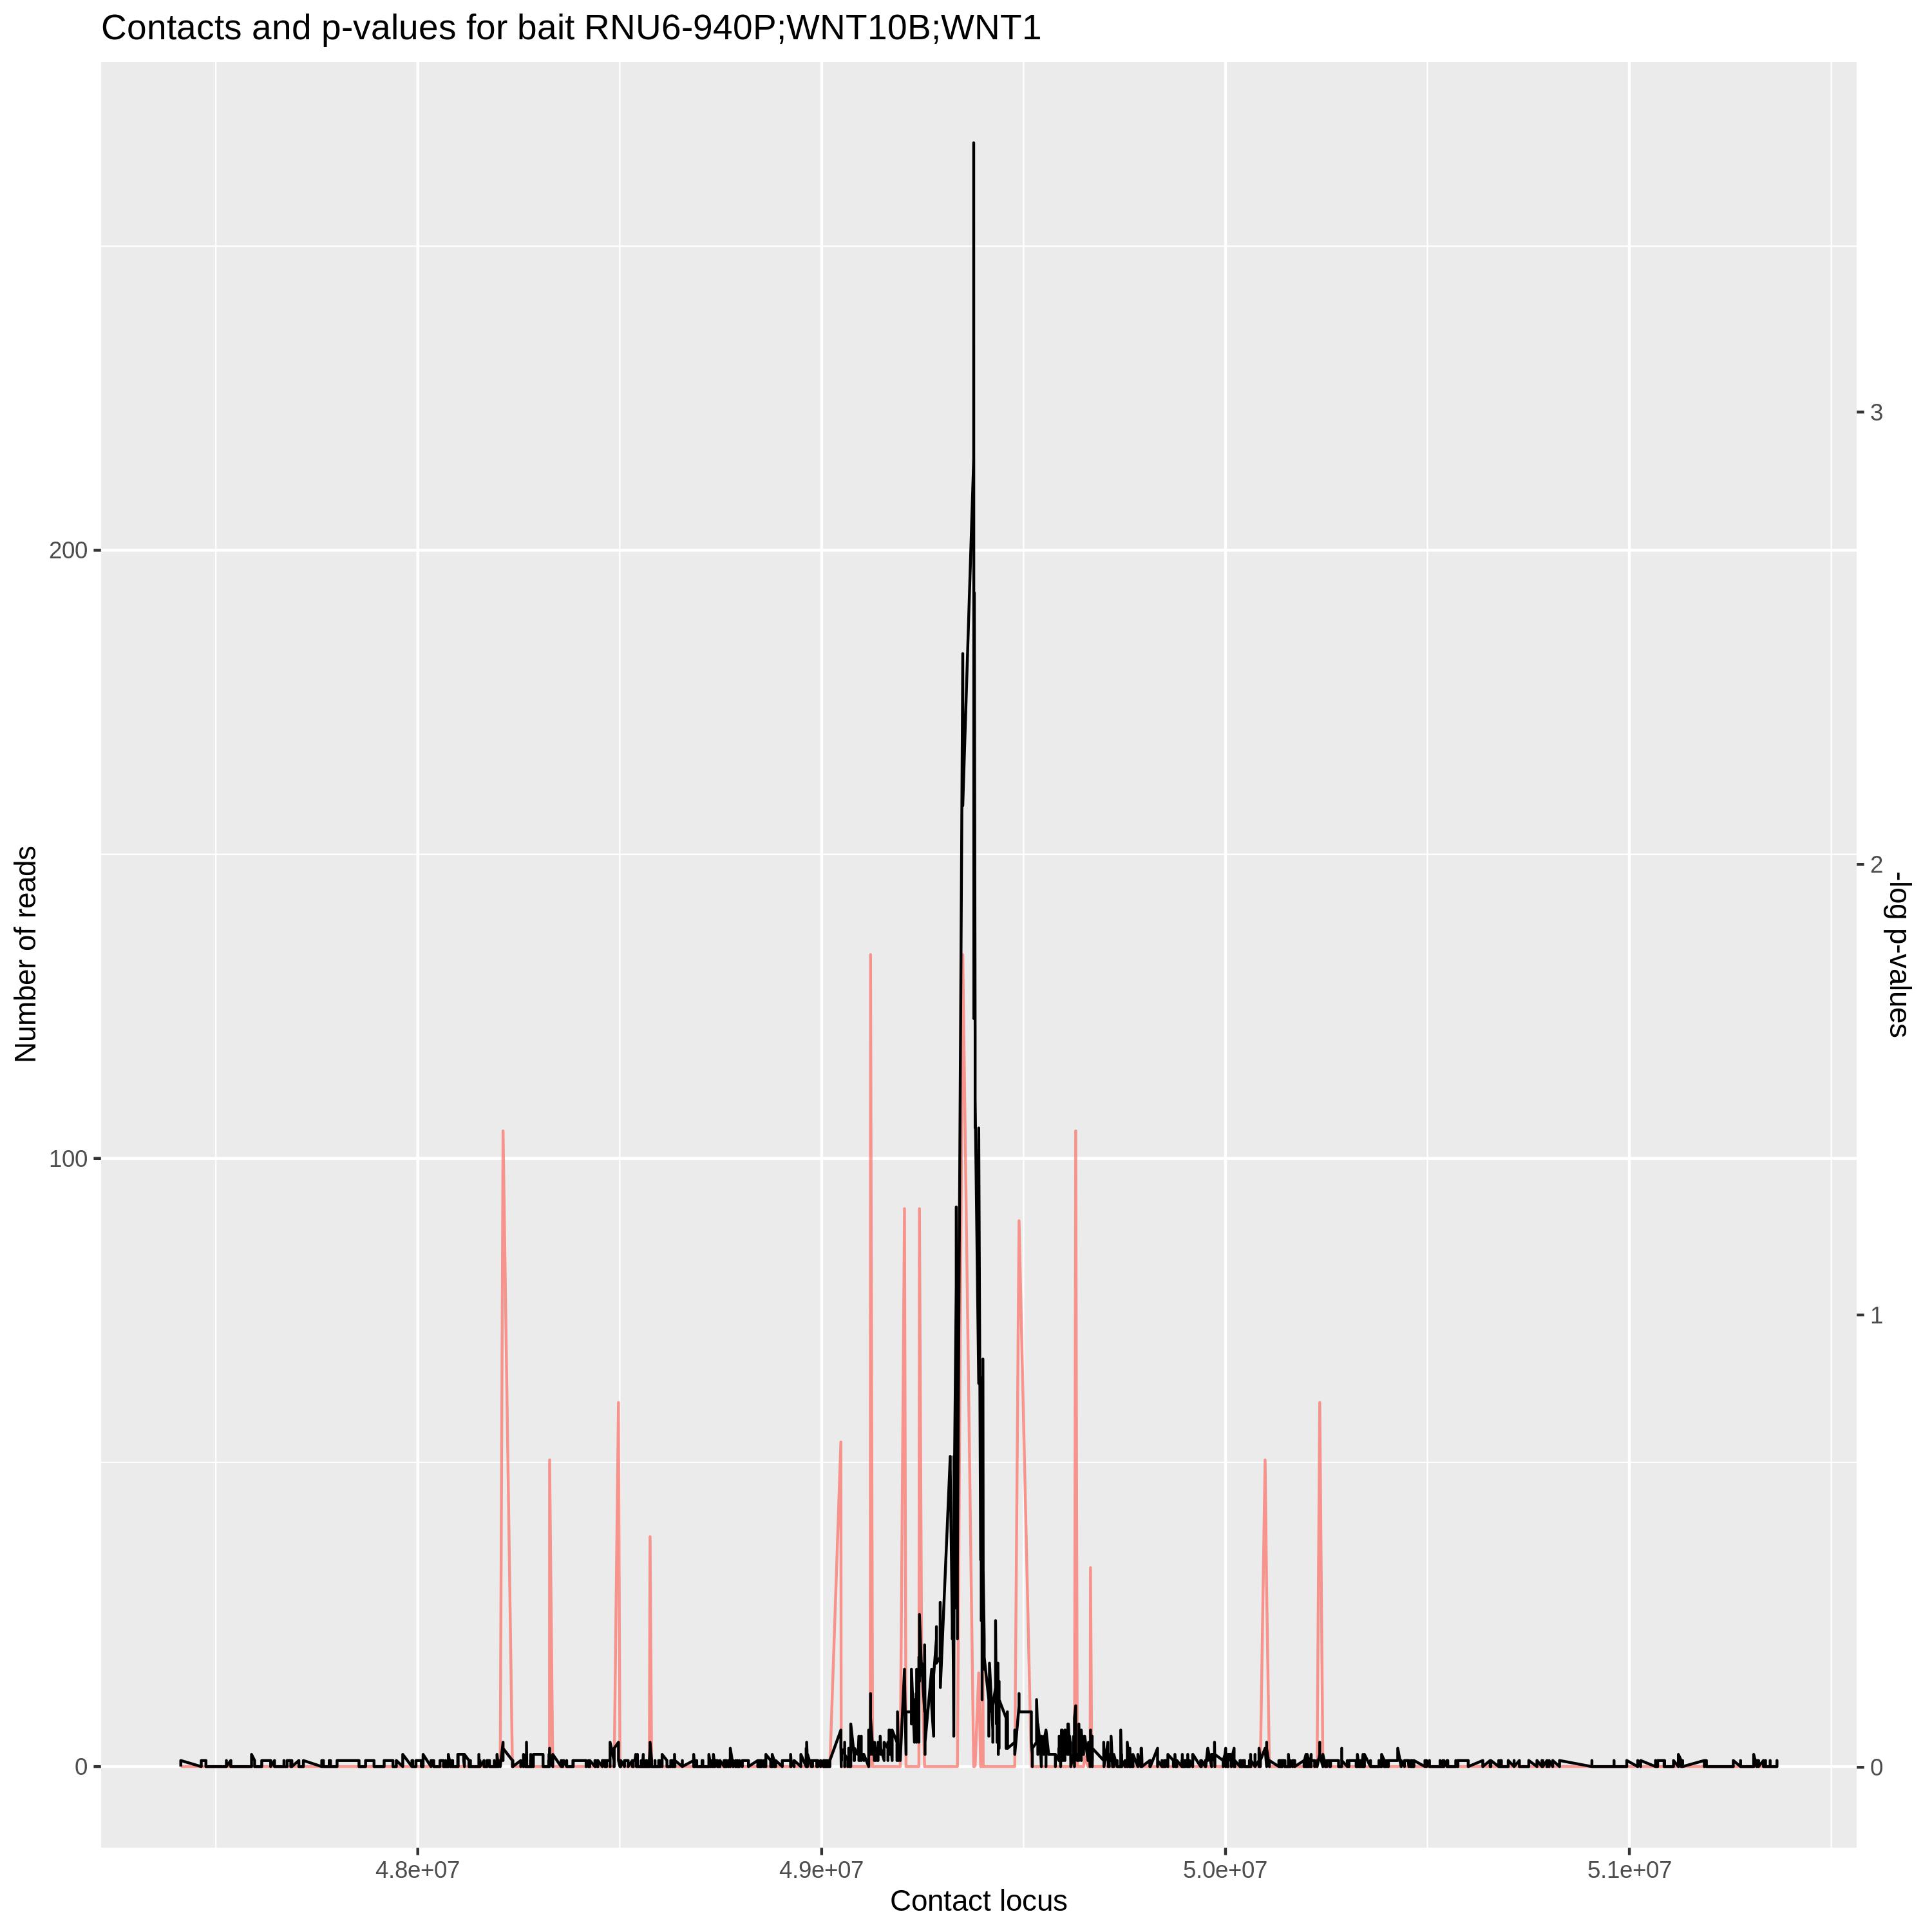 Contacts and p-values for bait RNU6-940P;WNT10B;WNT1
Number of reads
200
100
0
3
2
1
0
-log p-values
4.8e+07
4.9e+07
5.0e+07
5.1e+07
Contact locus